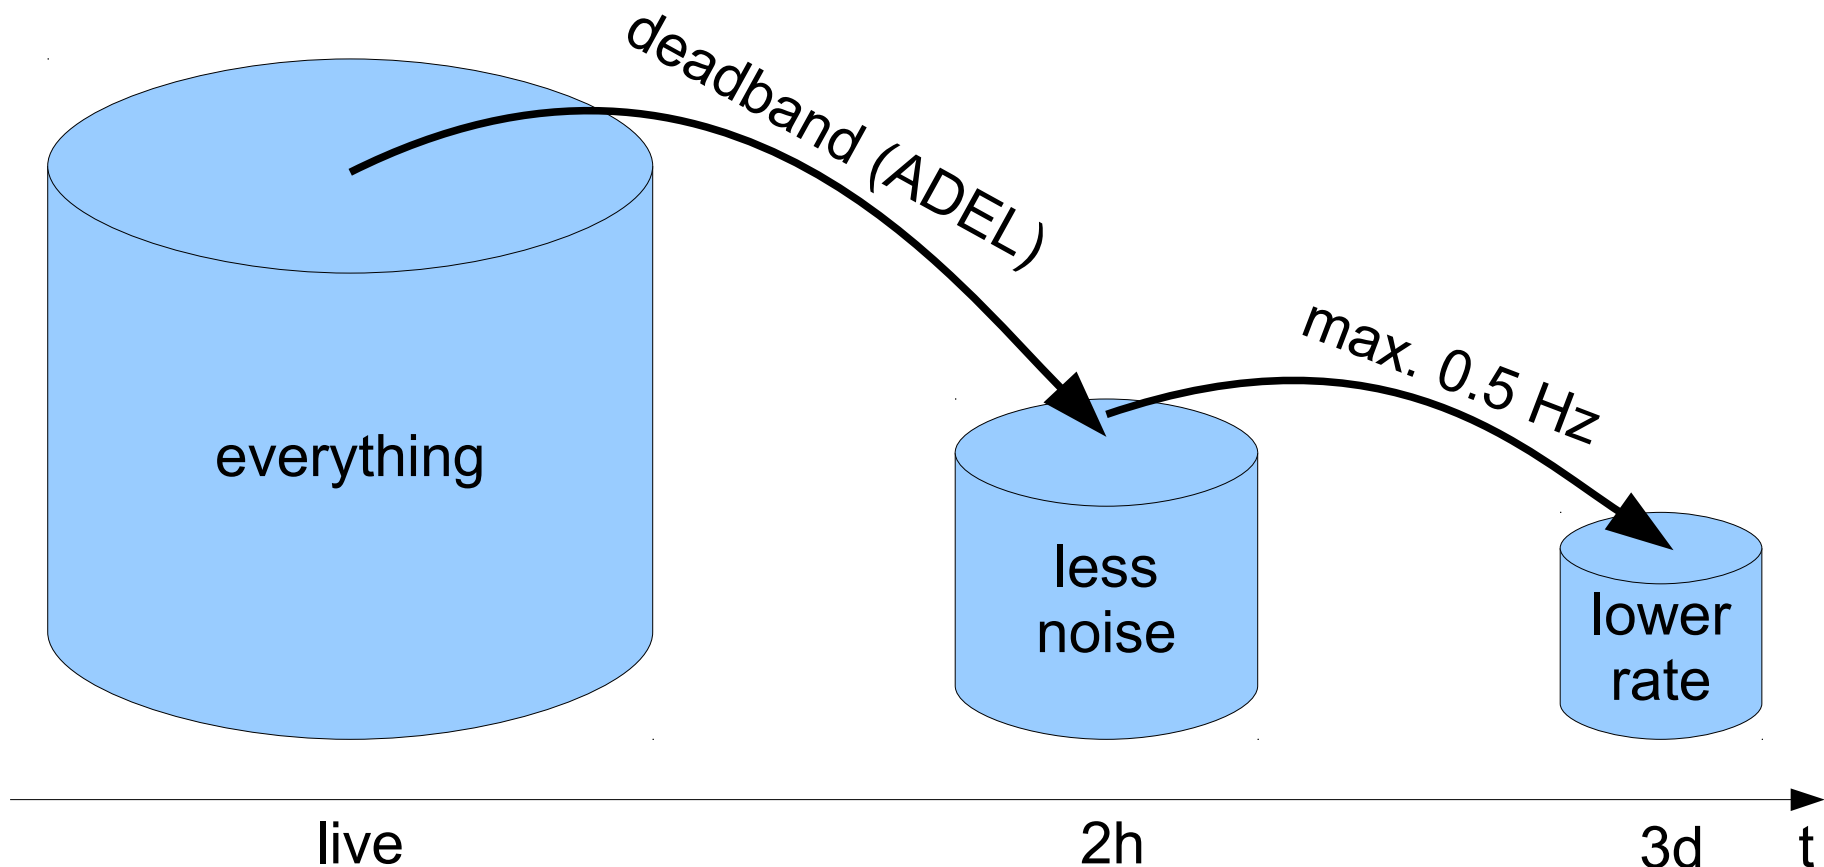 deadband (ADEL)
max. 0.5 Hz
everything
less
noise
lower
rate
live
2h
3d
t